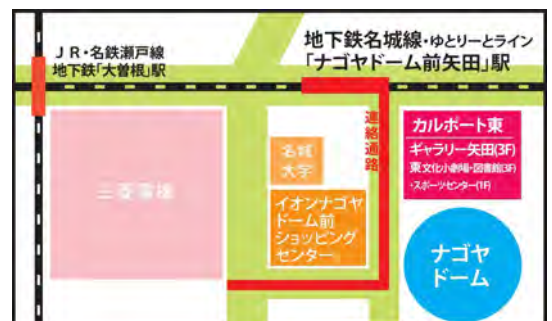 JR・名鉄瀬戸線
地下鉄「大曽根」駅
地下鉄名城線・ゆとりーとライン
「ナゴヤドーム前矢田」駅
連絡通路
三菱電機
名城
大学
イオンナゴヤ
ドーム前
ショッピング
センター
カルポート東
ギャラリー矢田(3F)
東文化小劇場・図書館(3F)
・スポーツセンター(1F)
ナゴヤ
ドーム